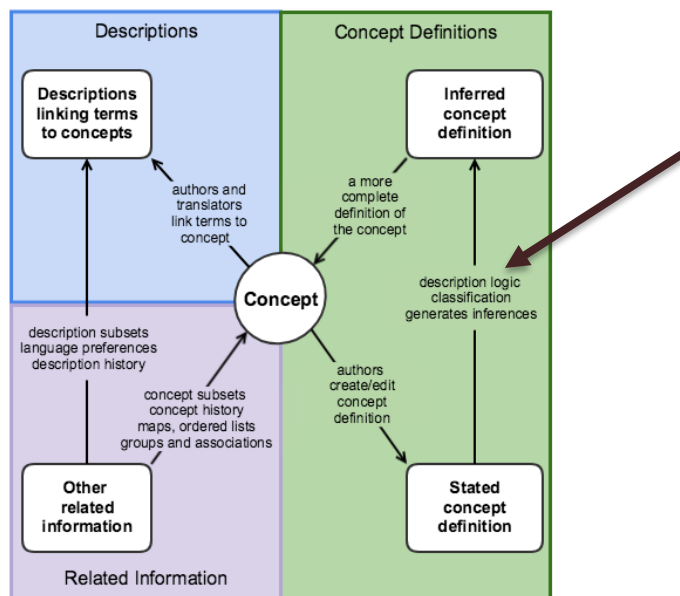 Descriptions
Concept Definitions
Descriptions
linking terms
to concepts
Inferred
concept
definition
authors and
translators
link terms to
concept
a more
complete
definition of
the concept
Concept
description logic
classification
generates inferences
description subsets
language preferences
description history
concept subsets
concept history
maps, ordered lists
groups and associations
authors
create/edit
concept
definition
Other
related
information
Stated
concept
definition
Related Information